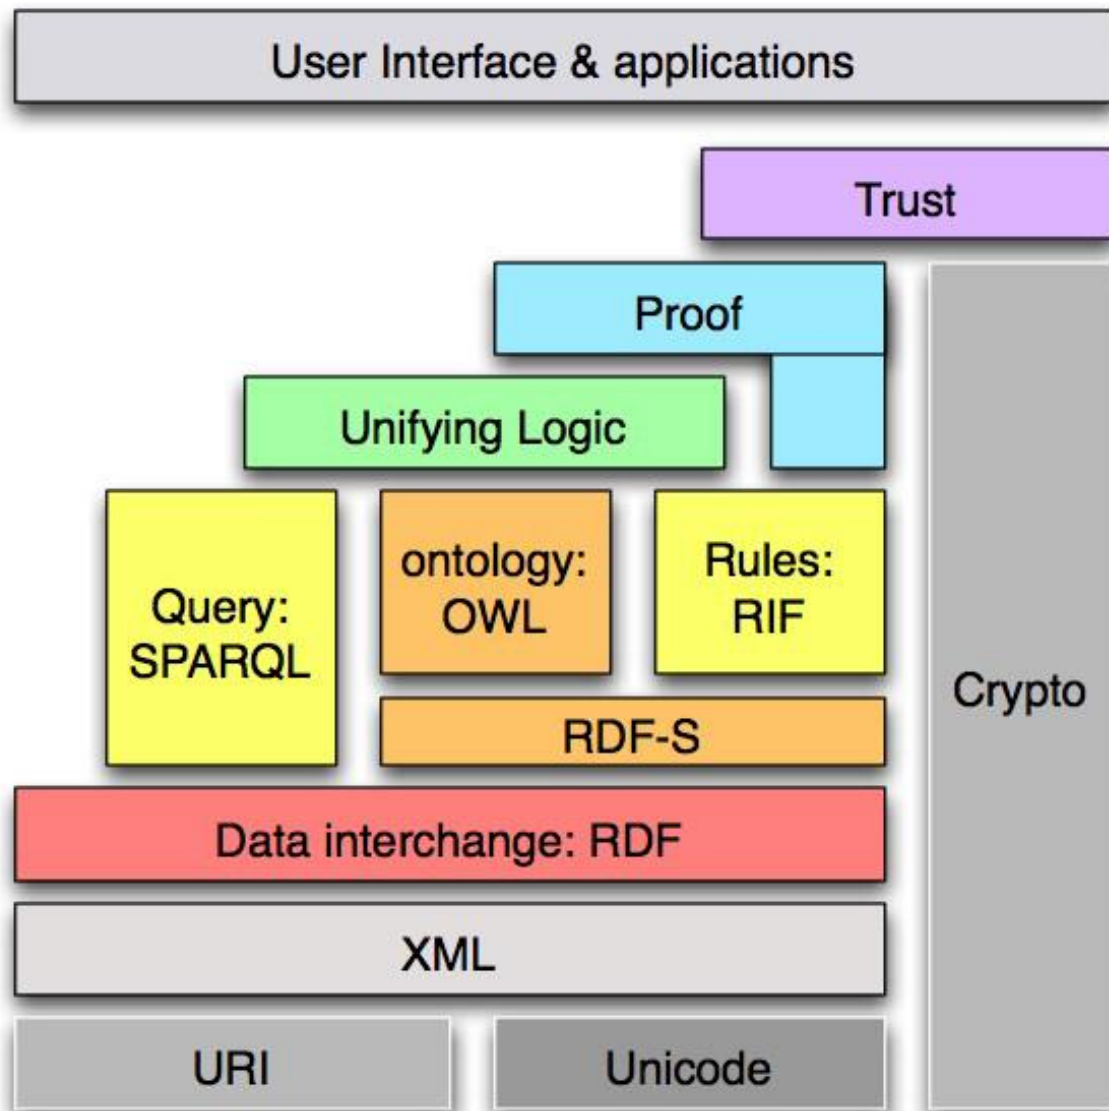 User Interface & applications
Trust
Proof
Unifying Logic
Query:
SPARQL
ontology:
OWL
Rules:
RIF
Crypto
RDF-S
Data interchange: RDF
XML
URI
Unicode